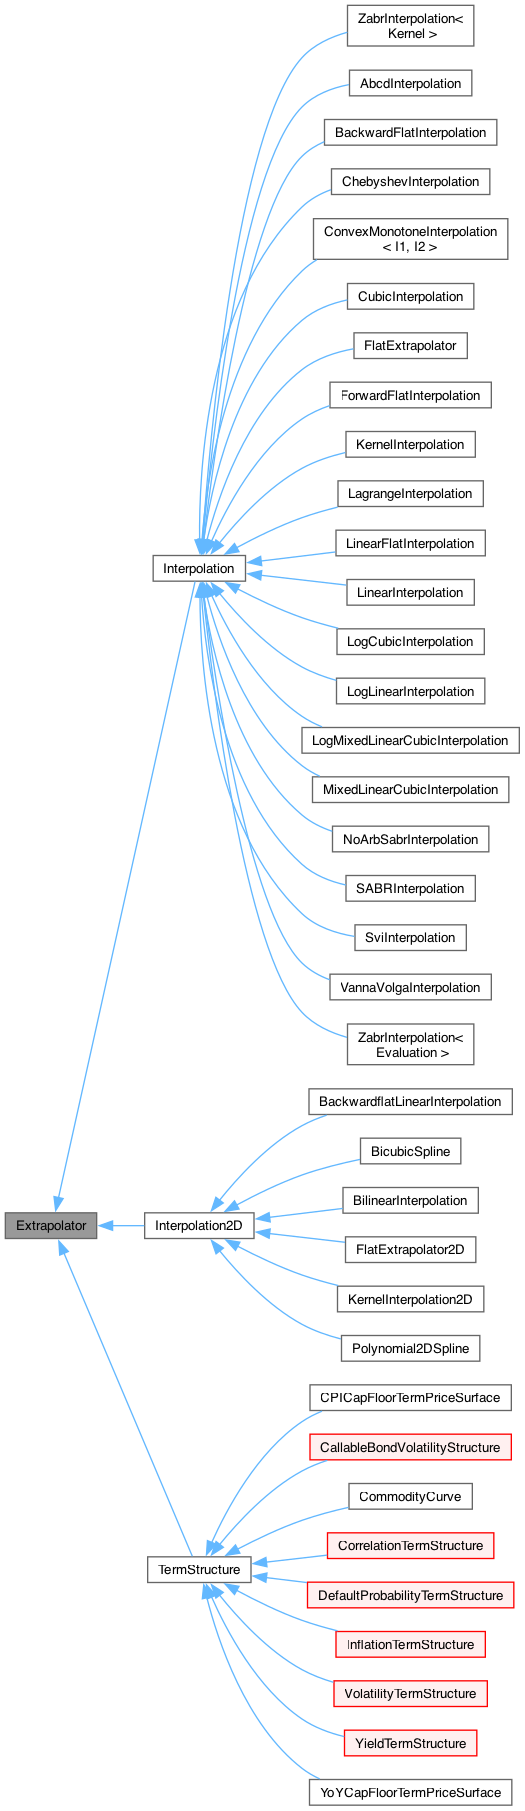 ZabrInterpolation<
Kernel >
AbcdInterpolation
BackwardFlatInterpolation
ChebyshevInterpolation
ConvexMonotoneInterpolation
< I1, I2 >
CubicInterpolation
FlatExtrapolator
ForwardFlatInterpolation
KernelInterpolation
LagrangeInterpolation
LinearFlatInterpolation
Interpolation
LinearInterpolation
LogCubicInterpolation
LogLinearInterpolation
LogMixedLinearCubicInterpolation
MixedLinearCubicInterpolation
NoArbSabrInterpolation
SABRInterpolation
SviInterpolation
VannaVolgaInterpolation
ZabrInterpolation<
Evaluation >
BackwardflatLinearInterpolation
BicubicSpline
BilinearInterpolation
Extrapolator
Interpolation2D
FlatExtrapolator2D
KernelInterpolation2D
Polynomial2DSpline
CPICapFloorTermPriceSurface
CallableBondVolatilityStructure
CommodityCurve
CorrelationTermStructure
TermStructure
DefaultProbabilityTermStructure
InflationTermStructure
VolatilityTermStructure
YieldTermStructure
YoYCapFloorTermPriceSurface